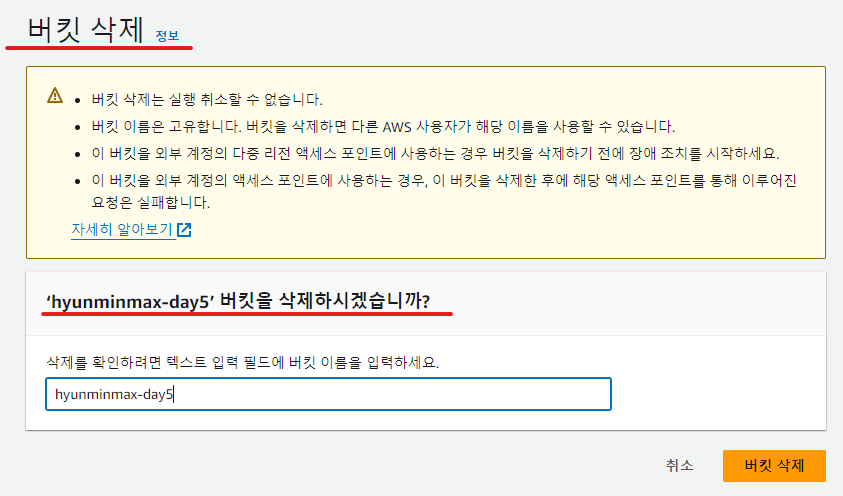 버킷 삭제 정보
버킷 삭제는 실행 취소할 수 없습니다.
버킷 이름은 고유합니다. 버킷을 삭제하면 다른 AWS 사용자가 해당 이름을 사용할 수 있습니다.
이 버킷을 외부 계정의 다중 리전 액세스 포인트에 사용하는 경우 버킷을 삭제하기 전에 장애 조치를 시작하세요.
이 버킷을 외부 계정의 액세스 포인트에 사용하는 경우, 이 버킷을 삭제한 후에 해당 액세스 포인트를 통해 이루어진
요청은 실패합니다.
자세히 알아보기
‘hyunminmax-day5’ 버킷을 삭제하시겠습니까?
삭제를 확인하려면 텍스트 입력 필드에 버킷 이름을 입력하세요.
hyunminmax-day5
취소 버킷 삭제